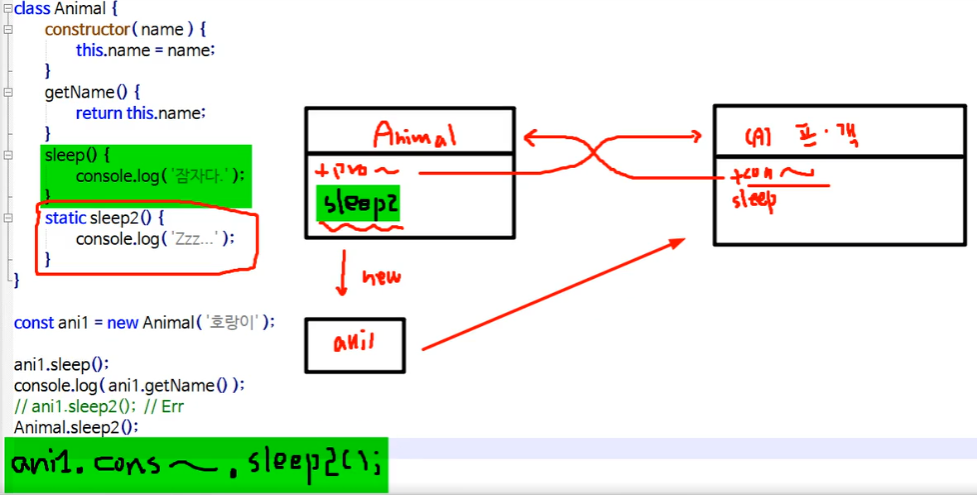 class Animal {
constructor( name ) {
this.name = name;
}
getName() {
return this.name;
}
sleep() {
console.log( '잠자다.' );
}
static sleep2() {
console.log( 'Zzz...' );
}
}
const ani1 = new Animal( '호랑이' );
ani1.sleep();
console.log( ani1.getName() );
// ani1.sleep2(); // Err
Animal.sleep2();
ani1.cons~.sleep2();
Animal
+pro~
sleep2
new
ani1
(A) 프·객
+con~
sleep